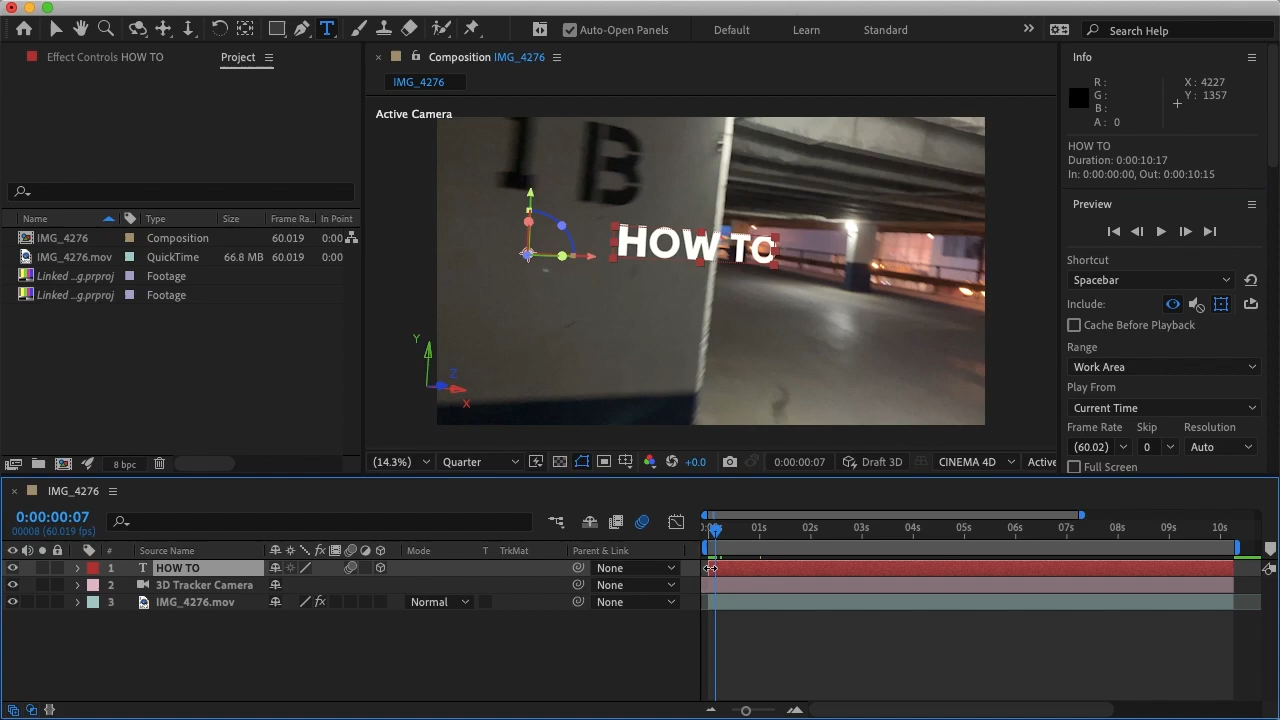 Auto-Open Panels
Default
Learn
Standard
Search Help
Effect Controls HOW TO
Project
Composition IMG_4276
IMG_4276
Active Camera
1 B
HOW TO
Y
Z
X
Name
Type
Size
Frame Ra...
In Point
IMG_4276
Composition
60.019
0:00
IMG_4276.mov
QuickTime
66.8 MB
60.019
0:00
Linked ...g.prproj
Footage
Linked ...g.prproj
Footage
8 bpc
(14.3%)
Quarter
+0.0
0:00:00:07
Draft 3D
CINEMA 4D
Active
Info
R :
G :
B :
A : 0
X : 4227
Y : 1357
HOW TO
Duration: 0:00:10:17
In: 0:00:00:00, Out: 0:00:10:15
Preview
Shortcut
Spacebar
Include:
Cache Before Playback
Range
Work Area
Play From
Current Time
Frame Rate
Skip
Resolution
(60.02)
0
Auto
Full Screen
IMG_4276
0:00:00:07
00008 (60.019 fps)
01s
02s
03s
04s
05s
06s
07s
08s
09s
10s
#
Source Name
Mode
T
TrkMat
Parent & Link
1
T
HOW TO
None
2
3D Tracker Camera
None
3
IMG_4276.mov
fx
Normal
None